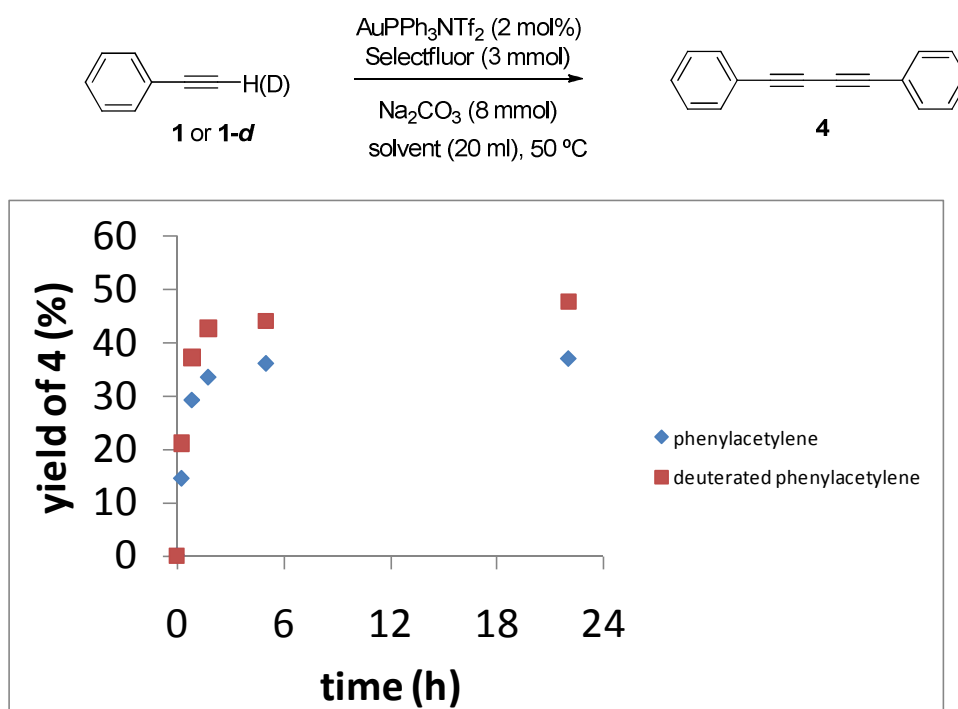 AuPPh₃NTf₂ (2 mol%)
Selectfluor (3 mmol)
H(D)
Na₂CO₃ (8 mmol)
1 or 1-d
4
solvent (20 ml), 50 ºC
60
50
40
30
20
10
0
yield of 4 (%)
phenylacetylene
deuterated phenylacetylene
0 6 12 18 24
time (h)